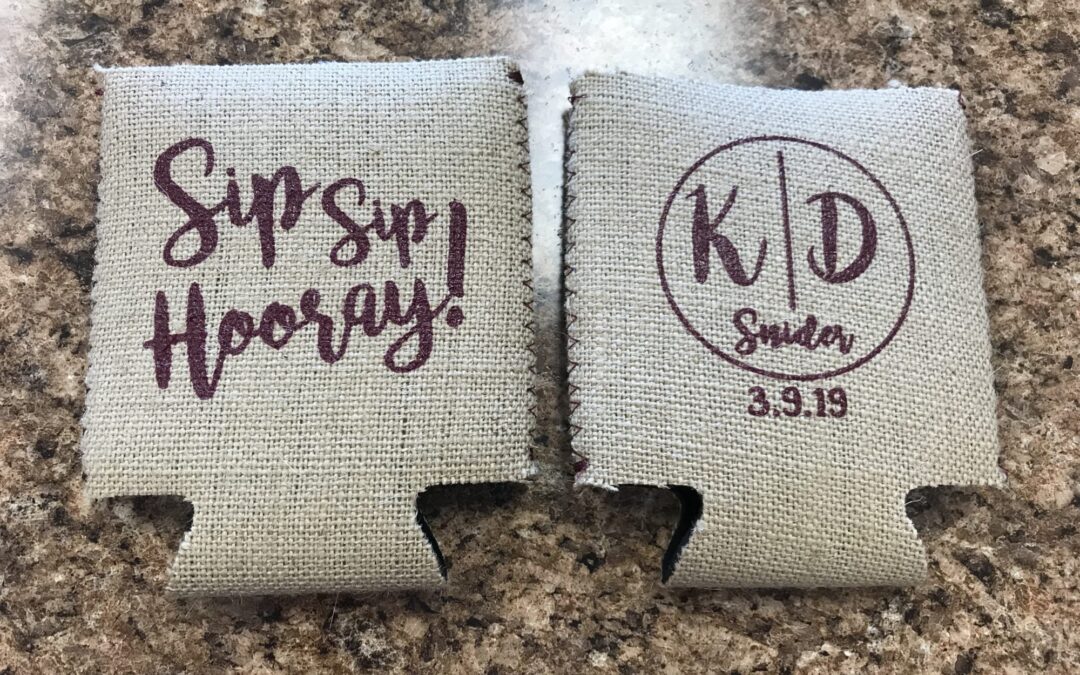 Sip Sip
Hooray!
K|D
Snider
3.9.19